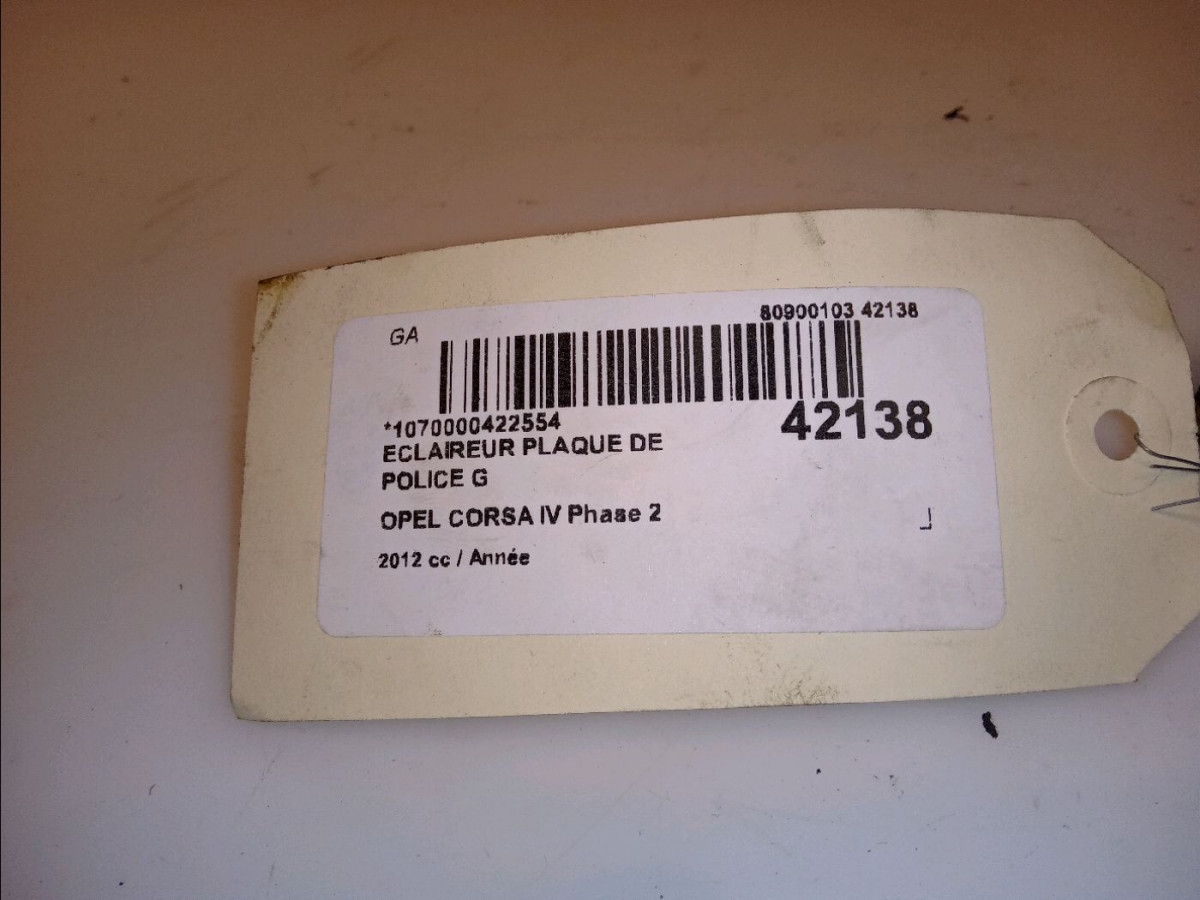 GA
80900103 42138
*1070000422554
42138
ECLAIREUR PLAQUE DE
POLICE G
OPEL CORSA IV Phase 2
2012 cc / Année